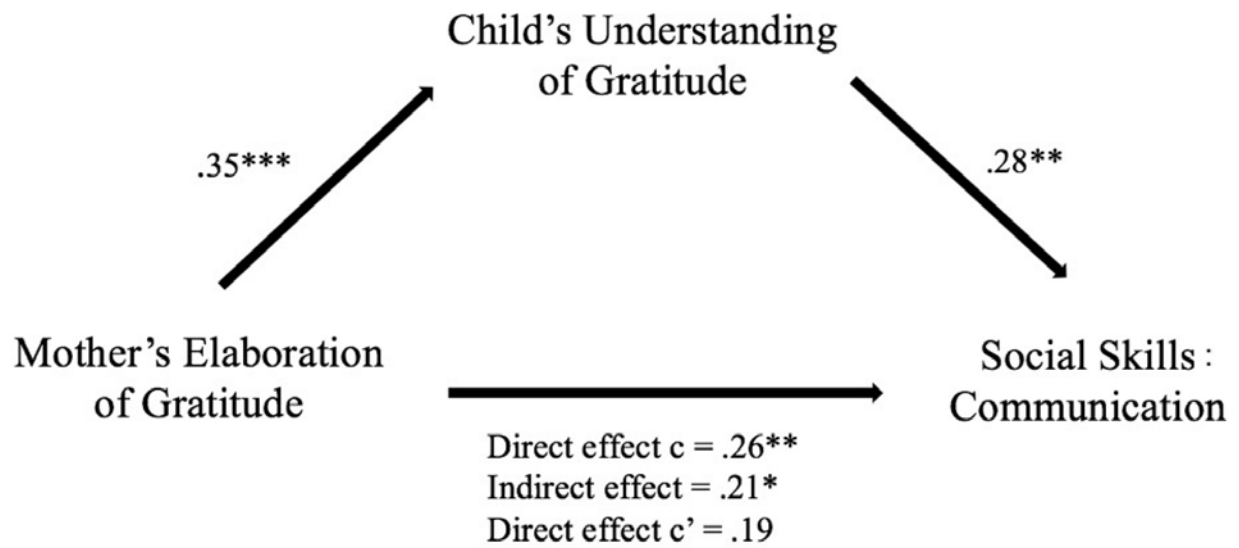 Child’s Understanding
of Gratitude
.35***
.28**
Mother’s Elaboration
of Gratitude
Social Skills :
Communication
Direct effect c = .26**
Indirect effect = .21*
Direct effect c’ = .19